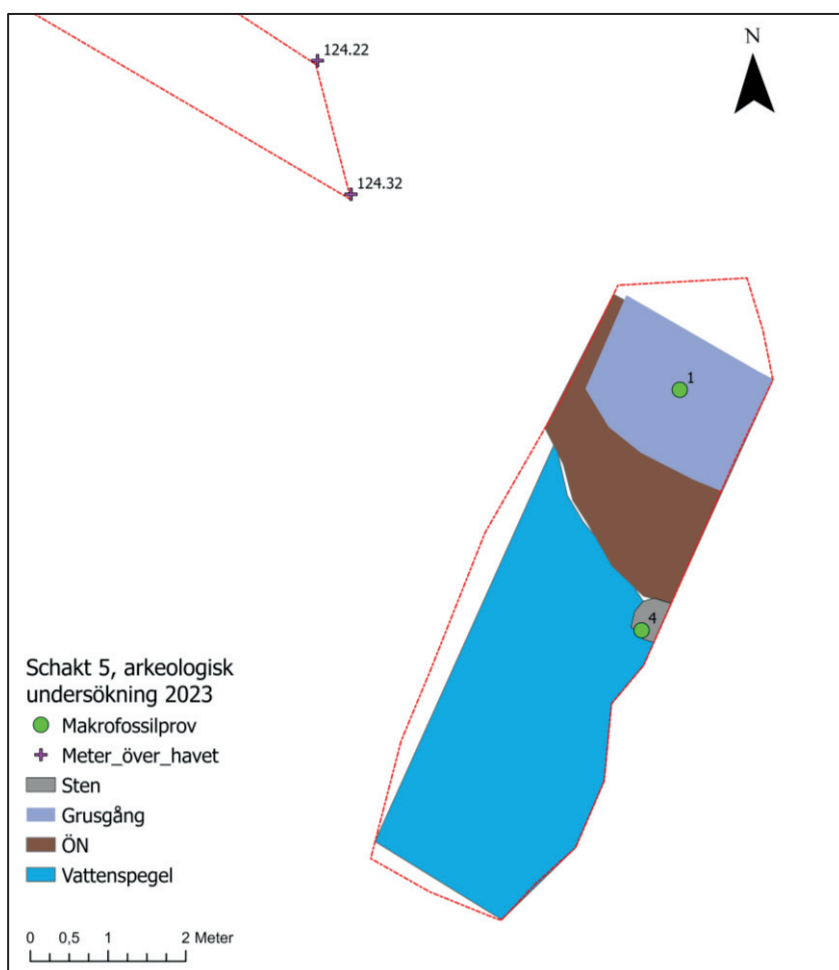 124.22
N
124.32
1
4
Schakt 5, arkeologisk
undersökning 2023
Makrofossilprov
Meter_över_havet
Sten
Grusgång
ÖN
Vattenspegel
0 0,5 1 2 Meter